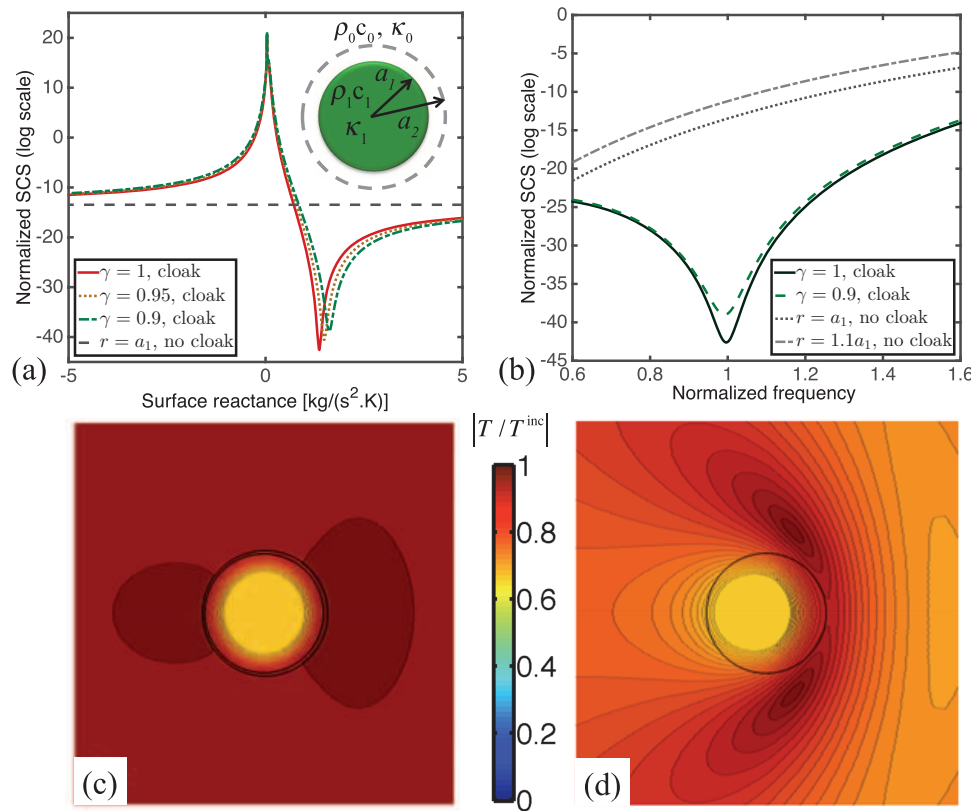 20
10
0
-10
-20
-30
-40
Normalized SCS (log scale)
ρ₀c₀, κ₀
a₁
ρ₁c₁
κ₁
a₂
γ = 1, cloak
γ = 0.95, cloak
γ = 0.9, cloak
r = a₁, no cloak
(a)
-5
0
5
Surface reactance [kg/(s².K)]
0
-5
-10
-15
-20
-25
-30
-35
-40
-45
Normalized SCS (log scale)
γ = 1, cloak
γ = 0.9, cloak
r = a₁, no cloak
r = 1.1a₁, no cloak
(b)
0.6
0.8
1
1.2
1.4
1.6
Normalized frequency
|T / Tⁱⁿᶜ|
1
0.8
0.6
0.4
0.2
0
(c)
(d)